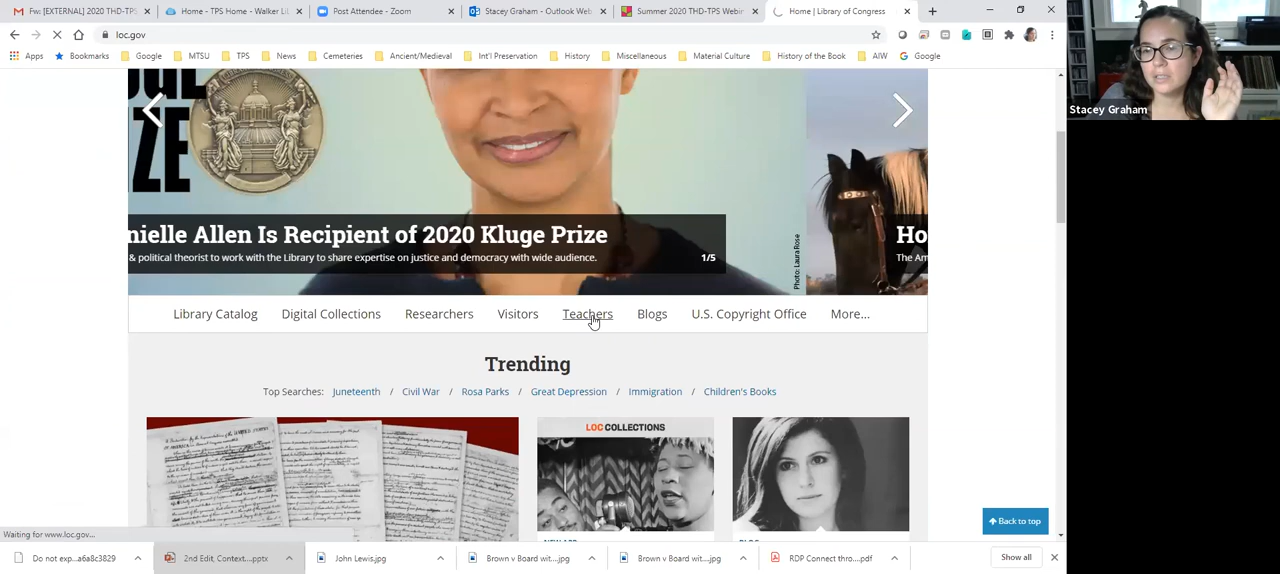 Fw: [EXTERNAL] 2020 THD-TPS
Home - TPS Home - Walker Li
Post Attendee - Zoom
Stacey Graham - Outlook Web
Summer 2020 THD-TPS Webin
Home | Library of Congress
loc.gov
Apps
Bookmarks
Google
MTSU
TPS
News
Cemeteries
Ancient/Medieval
Int'l Preservation
History
Miscellaneous
Material Culture
History of the Book
AIW
Google
Stacey Graham
ZE
nielle Allen Is Recipient of 2020 Kluge Prize
& political theorist to work with the Library to share expertise on justice and democracy with wide audience.
1/5
Photo: Laura Rose
Ho
The Am
Library Catalog
Digital Collections
Researchers
Visitors
Teachers
Blogs
U.S. Copyright Office
More...
Trending
Top Searches: Juneteenth / Civil War / Rosa Parks / Great Depression / Immigration / Children's Books
LOC COLLECTIONS
Back to top
Waiting for www.loc.gov...
Do not exp...a6a8c3829
2nd Edit, Context....pptx
John Lewis.jpg
Brown v Board wit....jpg
Brown v Board wit....jpg
RDP Connect thro....pdf
Show all